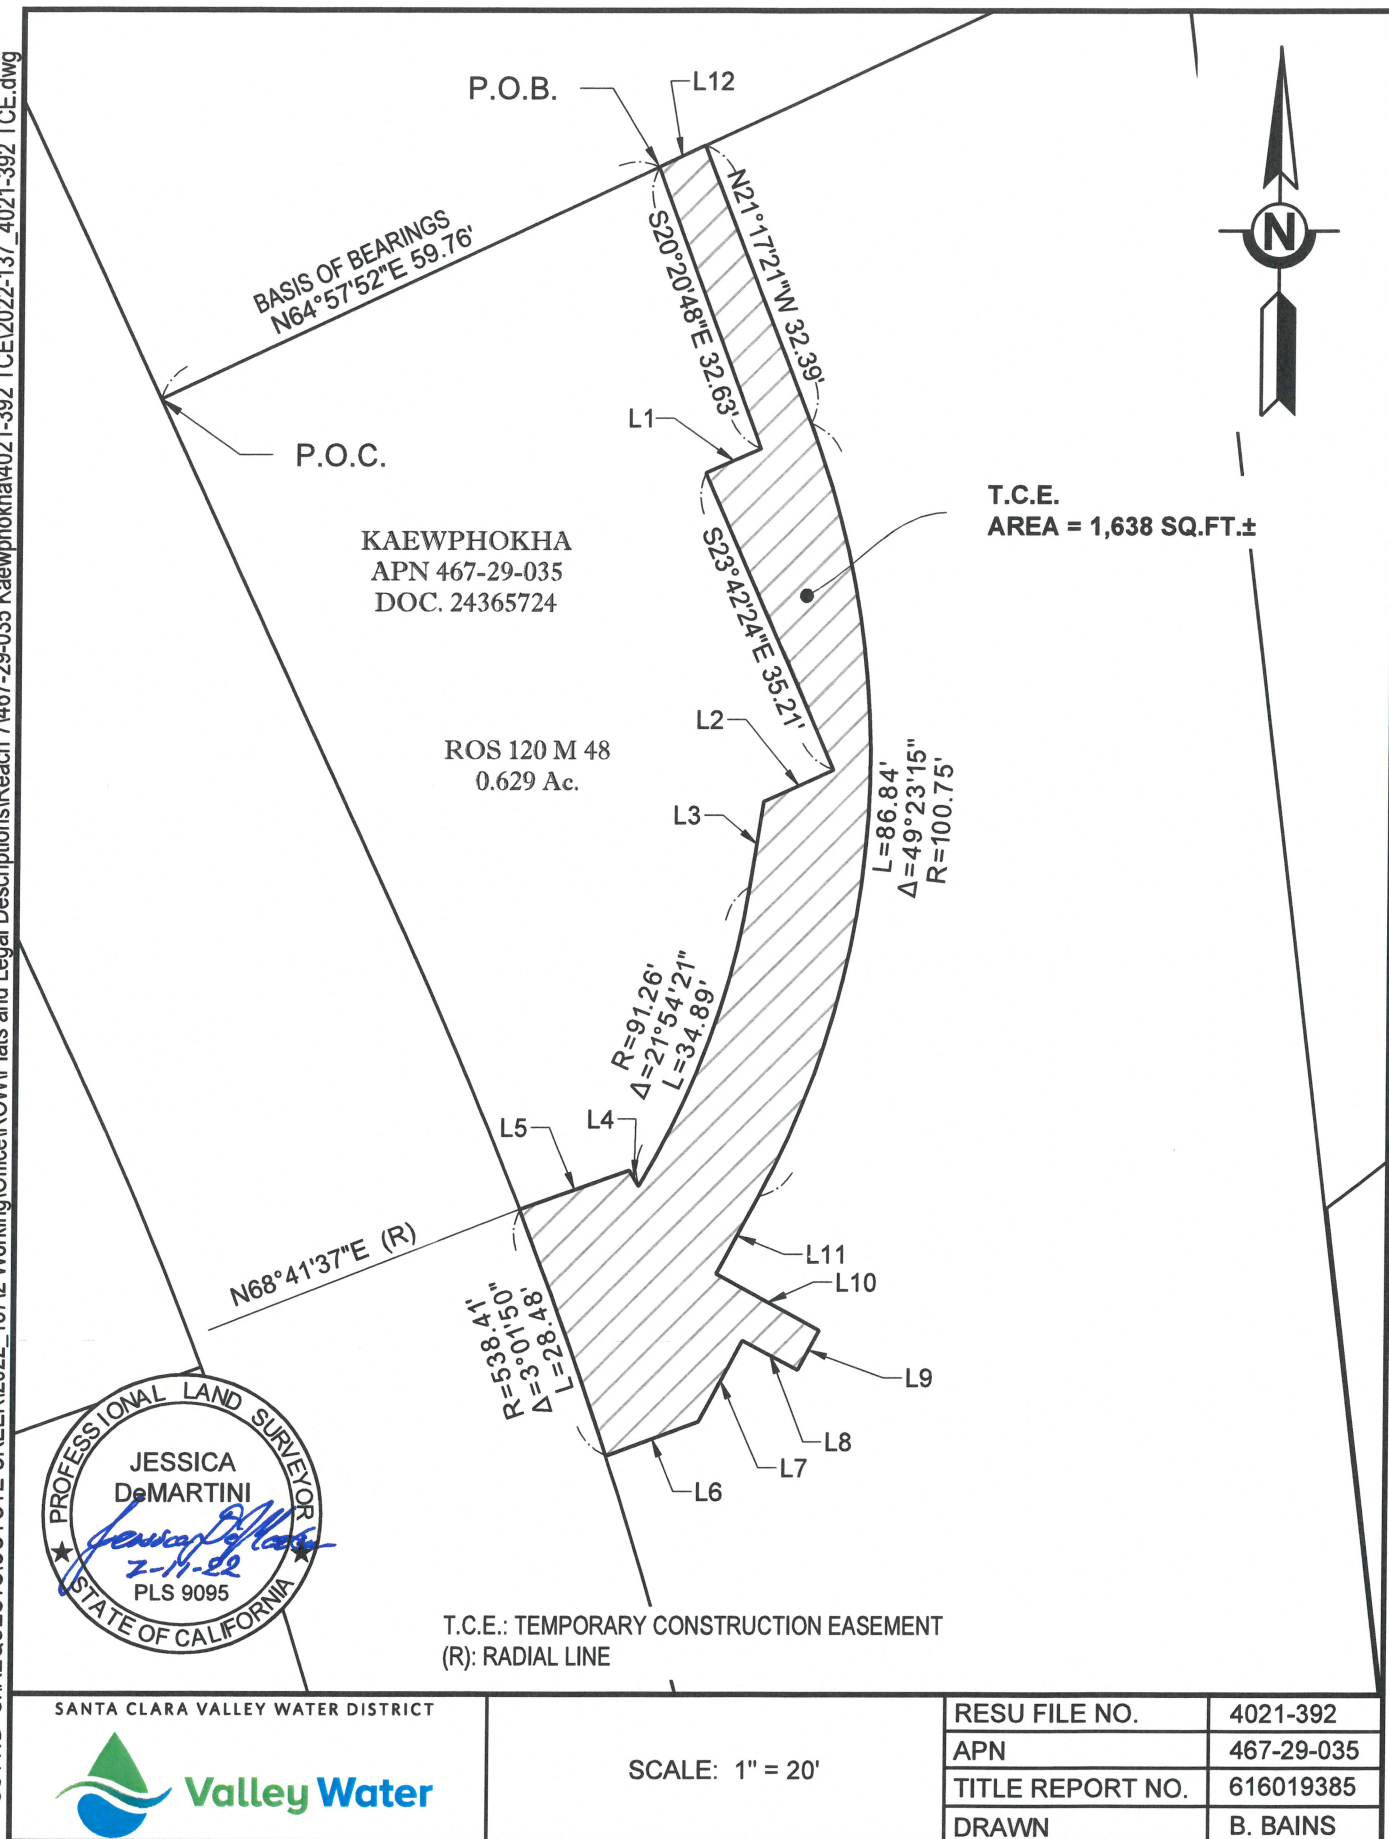 P.O.B.
L12
BASIS OF BEARINGS
N64°57'52"E 59.76'
S20°20'48"E 32.63'
N21°17'21"W 32.39'
N
P.O.C.
L1
T.C.E.
AREA = 1,638 SQ.FT.±
KAEWPHOKHA
APN 467-29-035
DOC. 24365724
S23°42'24"E 35.21'
ROS 120 M 48
0.629 Ac.
L2
L3
L=86.84'
Δ=49°23'15"
R=100.75'
R=91.26'
Δ=21°54'21"
L=34.89'
L5
L4
N68°41'37"E (R)
R=538.41'
Δ=3°01'50"
L=28.48'
L11
L10
L9
L8
L7
L6
PROFESSIONAL LAND SURVEYOR
JESSICA
DeMARTINI
PLS 9095
STATE OF CALIFORNIA
T.C.E.: TEMPORARY CONSTRUCTION EASEMENT
(R): RADIAL LINE
SANTA CLARA VALLEY WATER DISTRICT
Valley Water
SCALE: 1" = 20'
RESU FILE NO. 4021-392
APN 467-29-035
TITLE REPORT NO. 616019385
DRAWN B. BAINS